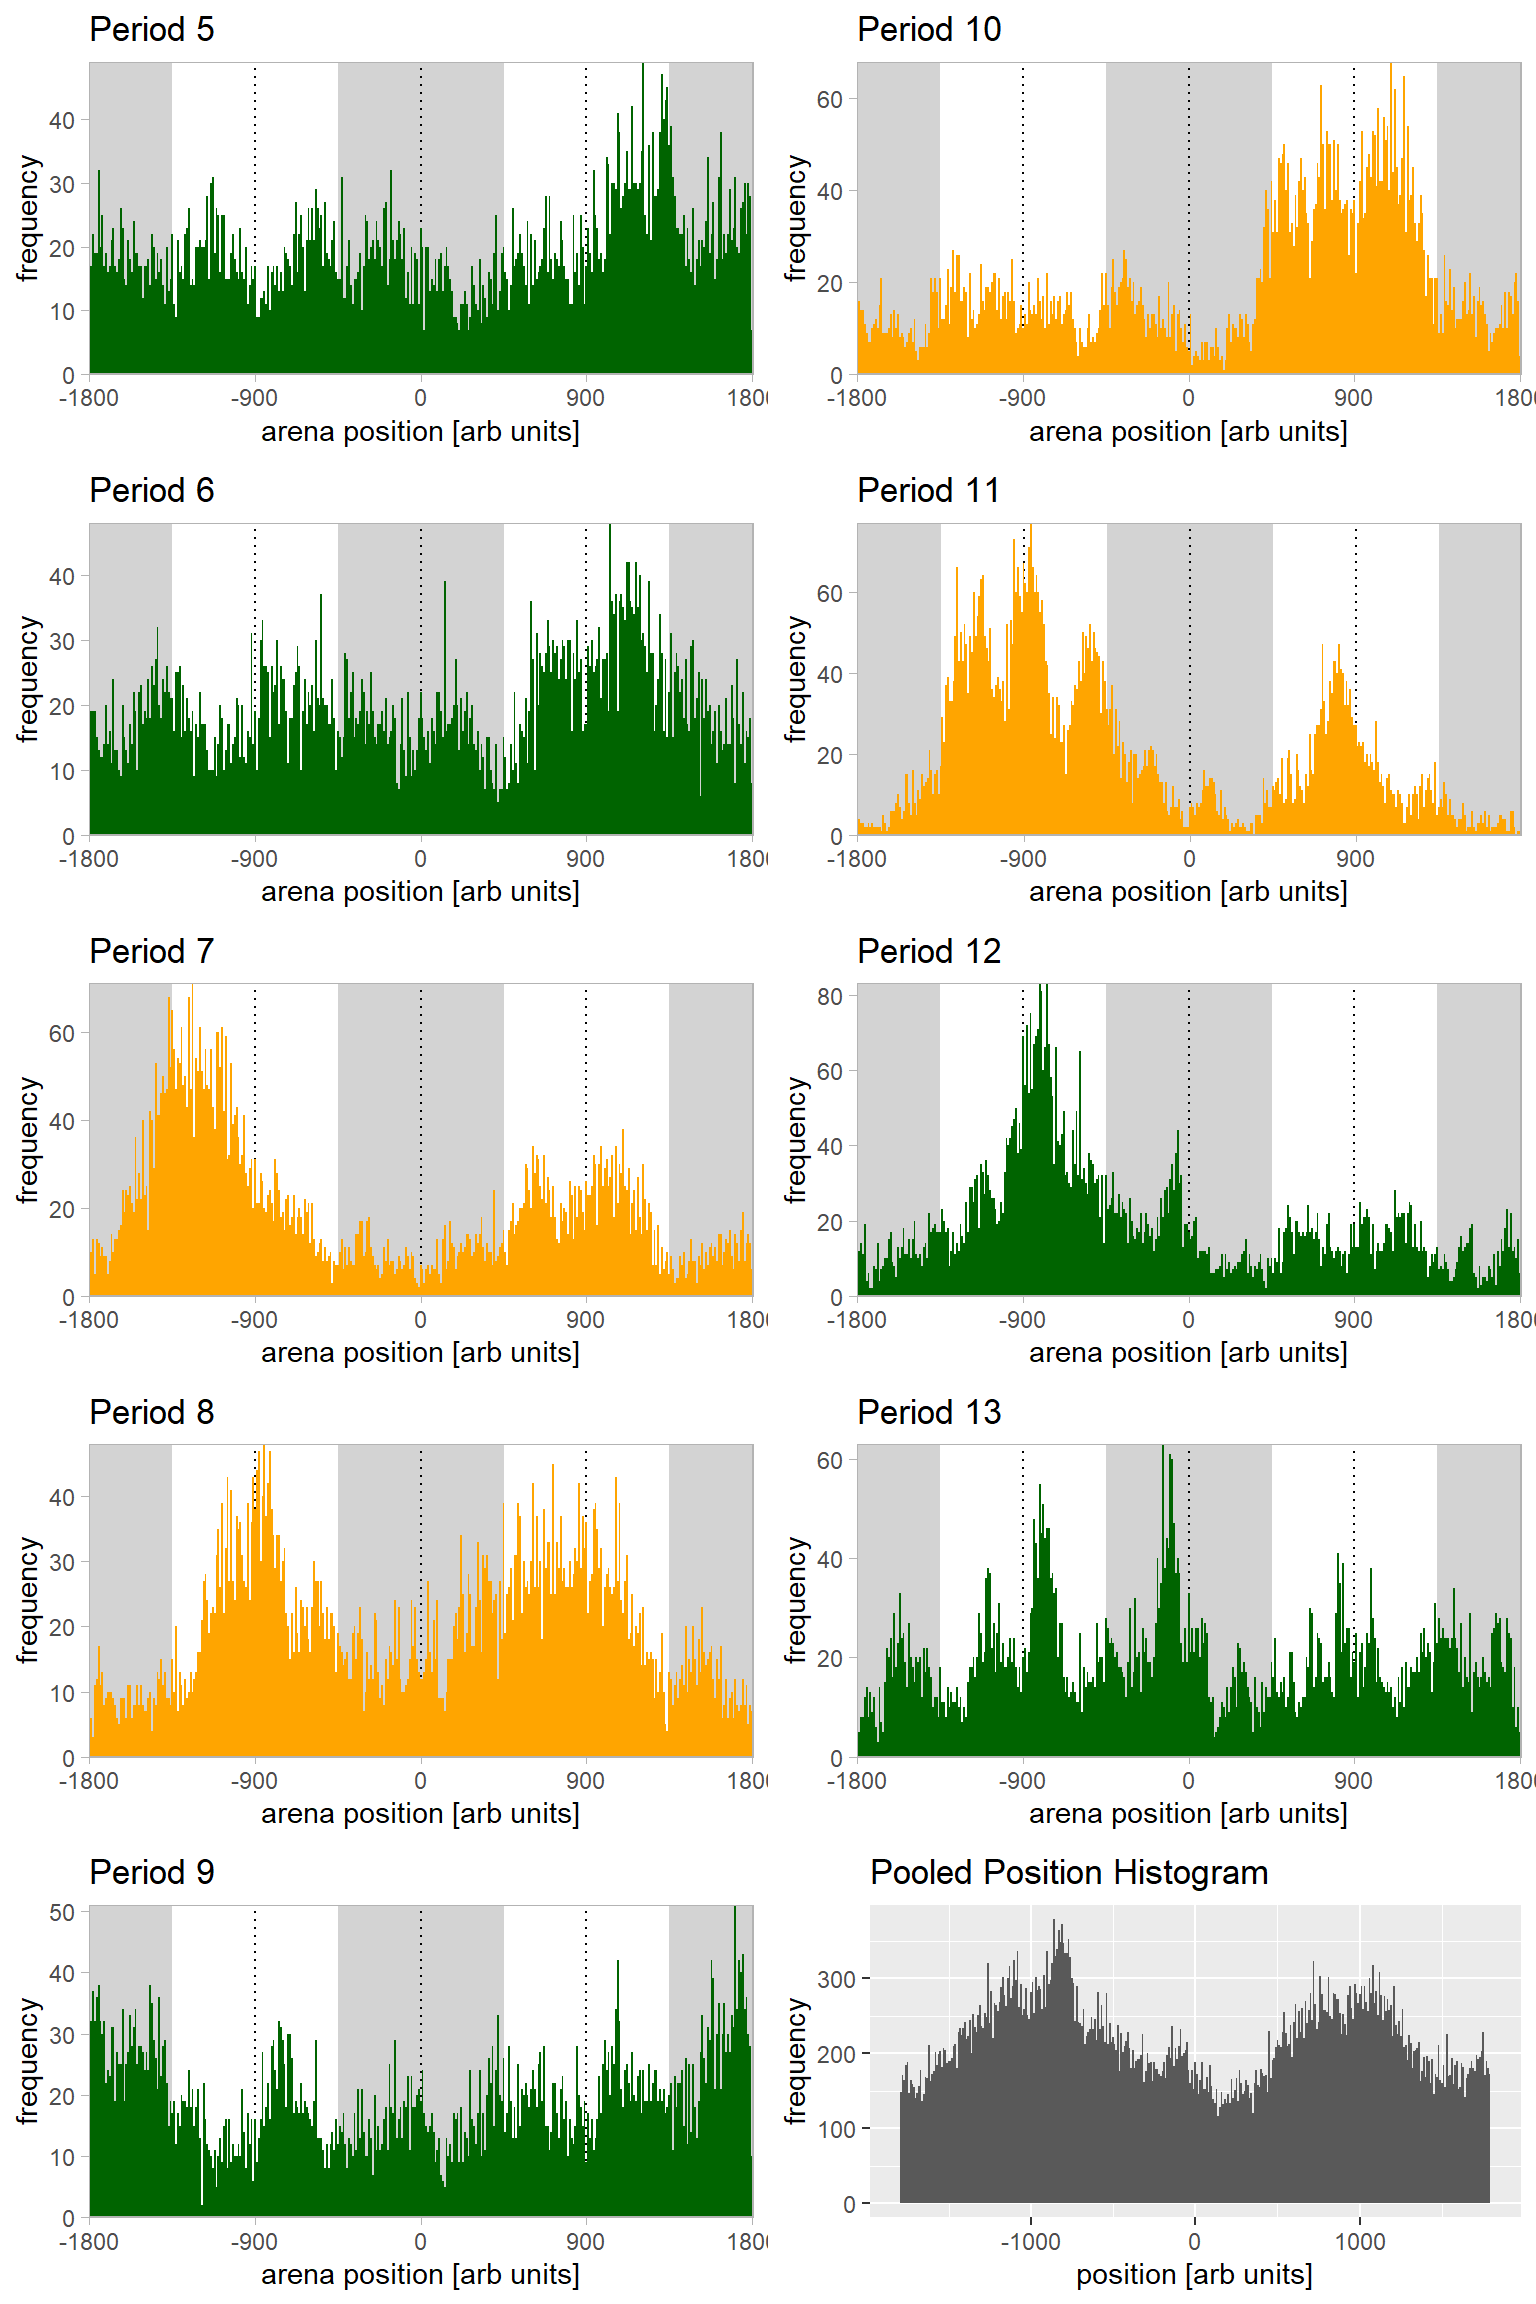 Period 5
frequency
40
30
20
10
0
-1800 -900 0 900 1800
arena position [arb units]
Period 10
frequency
60
40
20
0
-1800 -900 0 900 180
arena position [arb units]
Period 6
frequency
40
30
20
10
0
-1800 -900 0 900 1800
arena position [arb units]
Period 11
frequency
60
40
20
0
-1800 -900 0 900
arena position [arb units]
Period 7
frequency
60
40
20
0
-1800 -900 0 900 1800
arena position [arb units]
Period 12
frequency
80
60
40
20
0
-1800 -900 0 900 180
arena position [arb units]
Period 8
frequency
40
30
20
10
0
-1800 -900 0 900 1800
arena position [arb units]
Period 13
frequency
60
40
20
0
-1800 -900 0 900 180
arena position [arb units]
Period 9
frequency
50
40
30
20
10
0
-1800 -900 0 900 1800
arena position [arb units]
Pooled Position Histogram
frequency
300
200
100
0
-1000 0 1000
position [arb units]